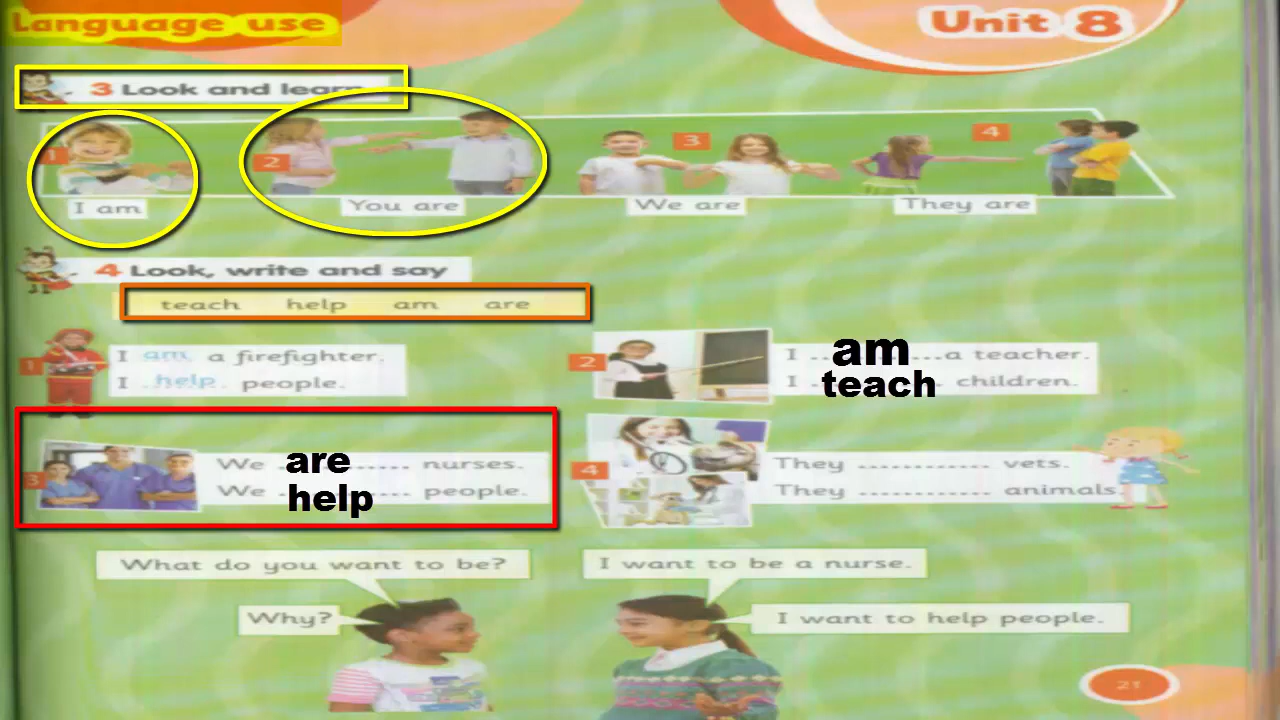 Language use
Unit 8
3 Look and learn
1
2
3
4
I am
You are
We are
They are
4 Look, write and say
teach help am are
1
I am a firefighter.
I help people.
2
I .. am ...a teacher.
I . teach children.
3
We . are ...... nurses.
We . help ..... people.
4
They ............. vets.
They ............. animals.
What do you want to be?
I want to be a nurse.
Why?
I want to help people.
21